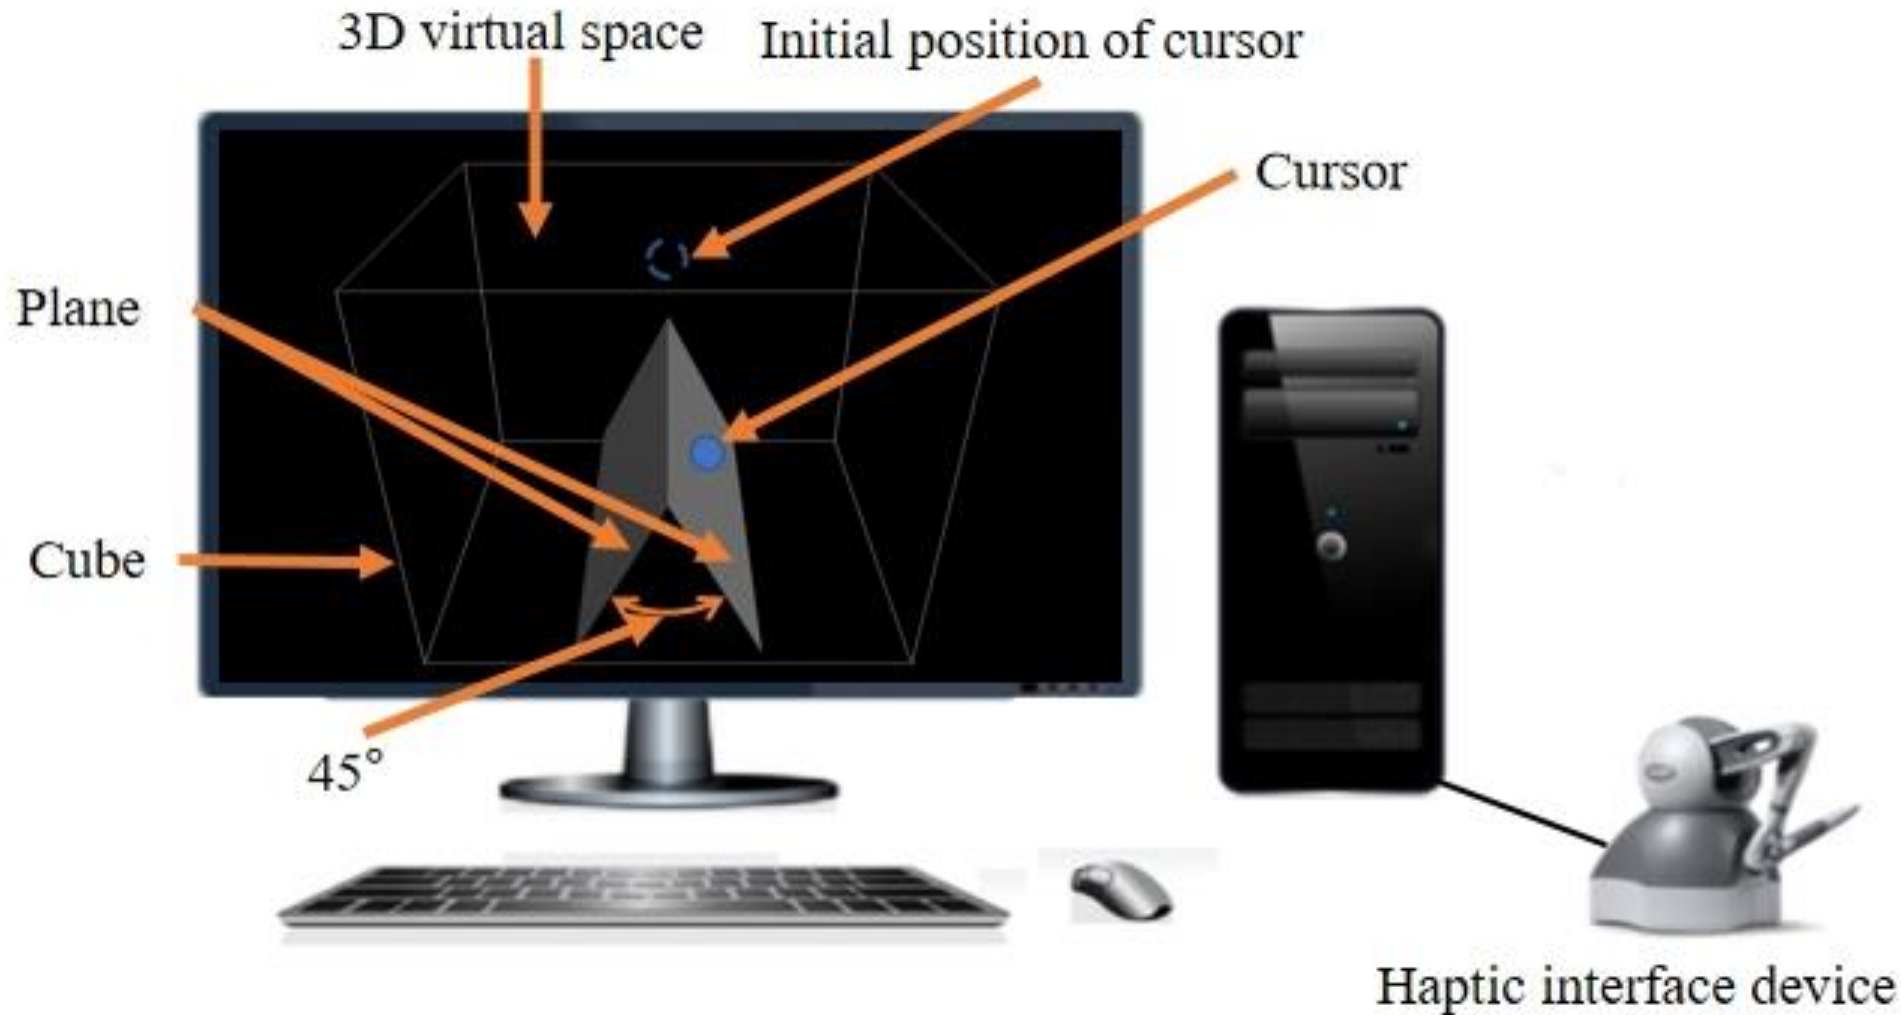 3D virtual space
Initial position of cursor
Cursor
Plane
Cube
45°
Haptic interface device